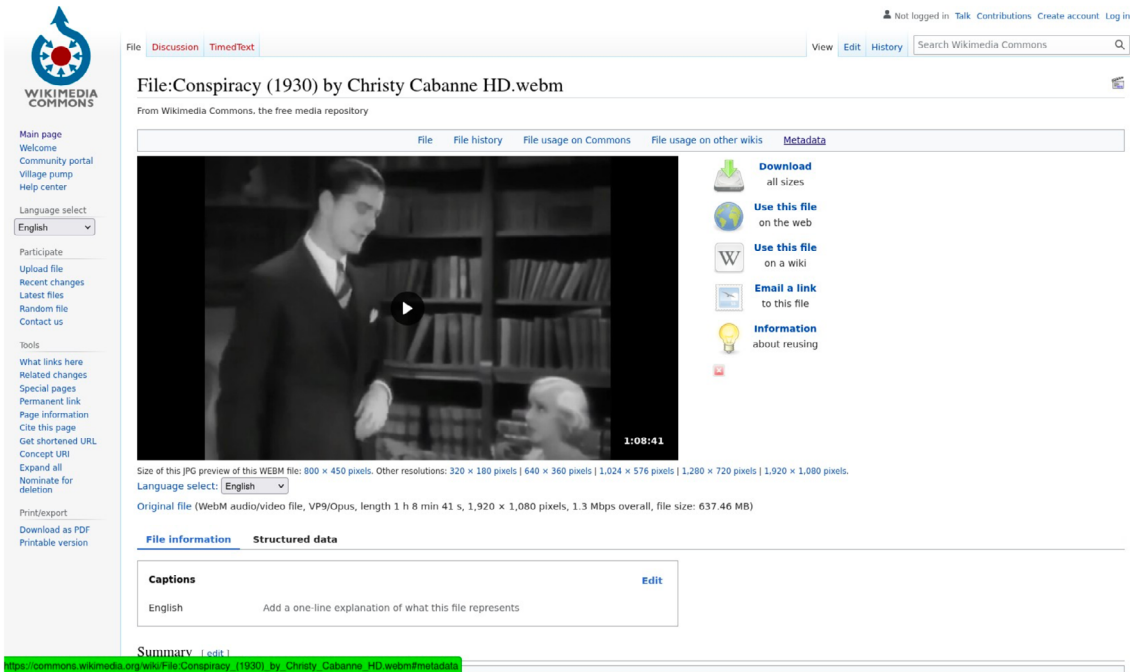 Not logged in Talk Contributions Create account Log in
File Discussion TimedText View Edit History Search Wikimedia Commons
WIKIMEDIA
COMMONS
File:Conspiracy (1930) by Christy Cabanne HD.webm
From Wikimedia Commons, the free media repository
Main page
Welcome
Community portal
Village pump
Help center
Language select
English
Participate
Upload file
Recent changes
Latest files
Random file
Contact us
Tools
What links here
Related changes
Special pages
Permanent link
Page information
Cite this page
Get shortened URL
Concept URI
Expand all
Nominate for
deletion
Print/export
Download as PDF
Printable version
File File history File usage on Commons File usage on other wikis Metadata
1:08:41
Download
all sizes
Use this file
on the web
W
Use this file
on a wiki
Email a link
to this file
Information
about reusing
Size of this JPG preview of this WEBM file: 800 × 450 pixels. Other resolutions: 320 × 180 pixels | 640 × 360 pixels | 1,024 × 576 pixels | 1,280 × 720 pixels | 1,920 × 1,080 pixels.
Language select: English
Original file (WebM audio/video file, VP9/Opus, length 1 h 8 min 41 s, 1,920 × 1,080 pixels, 1.3 Mbps overall, file size: 637.46 MB)
File information Structured data
Captions Edit
English Add a one-line explanation of what this file represents
Summary [ edit ]
https://commons.wikimedia.org/wiki/File:Conspiracy_(1930)_by_Christy_Cabanne_HD.webm#metadata